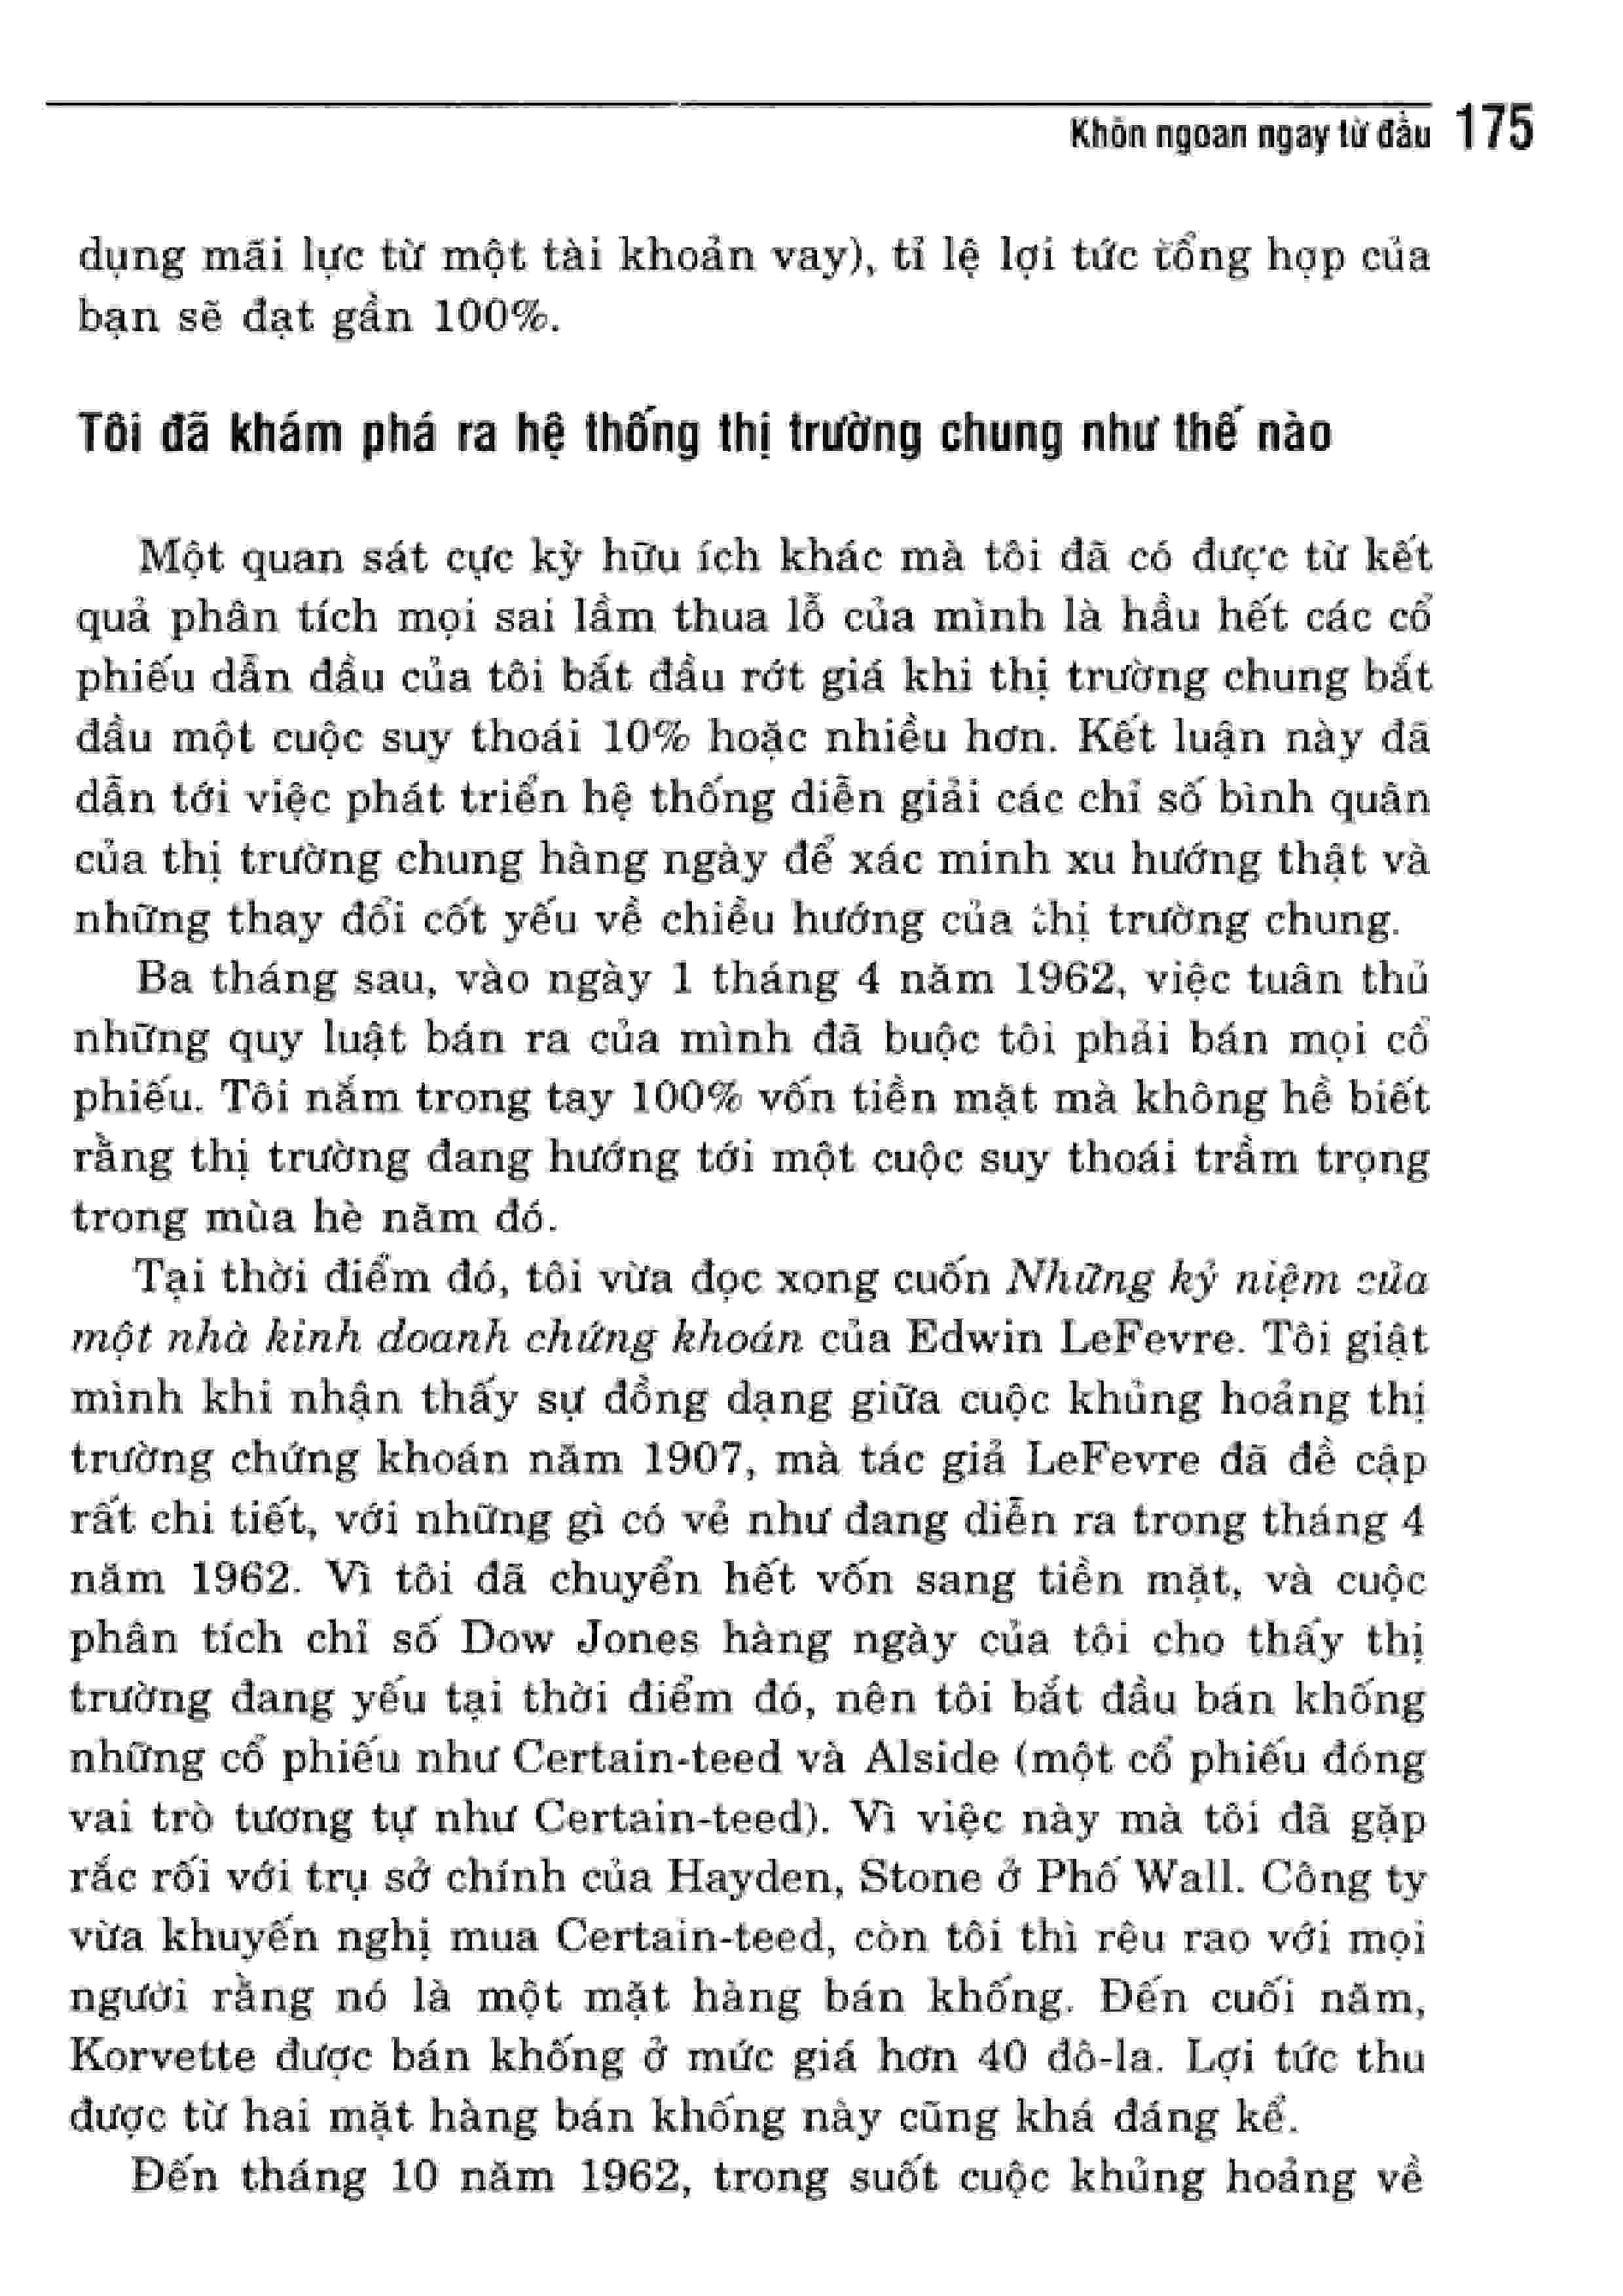 Khôn ngoan ngay từ đầu 175
dụng mãi lực từ một tài khoản vay), tỉ lệ lợi tức tổng hợp của
bạn sẽ đạt gần 100%.
Tôi đã khám phá ra hệ thống thị trường chung như thế nào
Một quan sát cực kỳ hữu ích khác mà tôi đã có được từ kết
quả phân tích mọi sai lầm thua lỗ của mình là hầu hết các cổ
phiếu dẫn đầu của tôi bắt đầu rớt giá khi thị trường chung bắt
đầu một cuộc suy thoái 10% hoặc nhiều hơn. Kết luận này đã
dẫn tới việc phát triển hệ thống diễn giải các chỉ số bình quân
của thị trường chung hàng ngày để xác minh xu hướng thật và
những thay đổi cốt yếu về chiều hướng của thị trường chung.
Ba tháng sau, vào ngày 1 tháng 4 năm 1962, việc tuân thủ
những quy luật bán ra của mình đã buộc tôi phải bán mọi cổ
phiếu. Tôi nắm trong tay 100% vốn tiền mặt mà không hề biết
rằng thị trường đang hướng tới một cuộc suy thoái trầm trọng
trong mùa hè năm đó.
Tại thời điểm đó, tôi vừa đọc xong cuốn Những kỷ niệm của
một nhà kinh doanh chứng khoán của Edwin LeFevre. Tôi giật
mình khi nhận thấy sự đồng dạng giữa cuộc khủng hoảng thị
trường chứng khoán năm 1907, mà tác giả LeFevre đã đề cập
rất chi tiết, với những gì có vẻ như đang diễn ra trong tháng 4
năm 1962. Vì tôi đã chuyển hết vốn sang tiền mặt, và cuộc
phân tích chỉ số Dow Jones hàng ngày của tôi cho thấy thị
trường đang yếu tại thời điểm đó, nên tôi bắt đầu bán khống
những cổ phiếu như Certain-teed và Alside (một cổ phiếu đóng
vai trò tương tự như Certain-teed). Vì việc này mà tôi đã gặp
rắc rối với trụ sở chính của Hayden, Stone ở Phố Wall. Công ty
vừa khuyến nghị mua Certain-teed, còn tôi thì rêu rao với mọi
người rằng nó là một mặt hàng bán khống. Đến cuối năm,
Korvette được bán khống ở mức giá hơn 40 đô-la. Lợi tức thu
được từ hai mặt hàng bán khống này cũng khá đáng kể.
Đến tháng 10 năm 1962, trong suốt cuộc khủng hoảng về